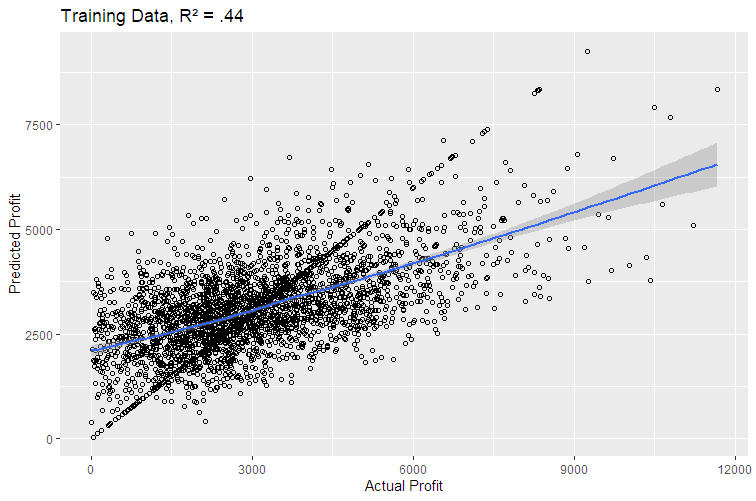 Training Data, R² = .44
Predicted Profit
7500
5000
2500
0
0 3000 6000 9000 12000
Actual Profit